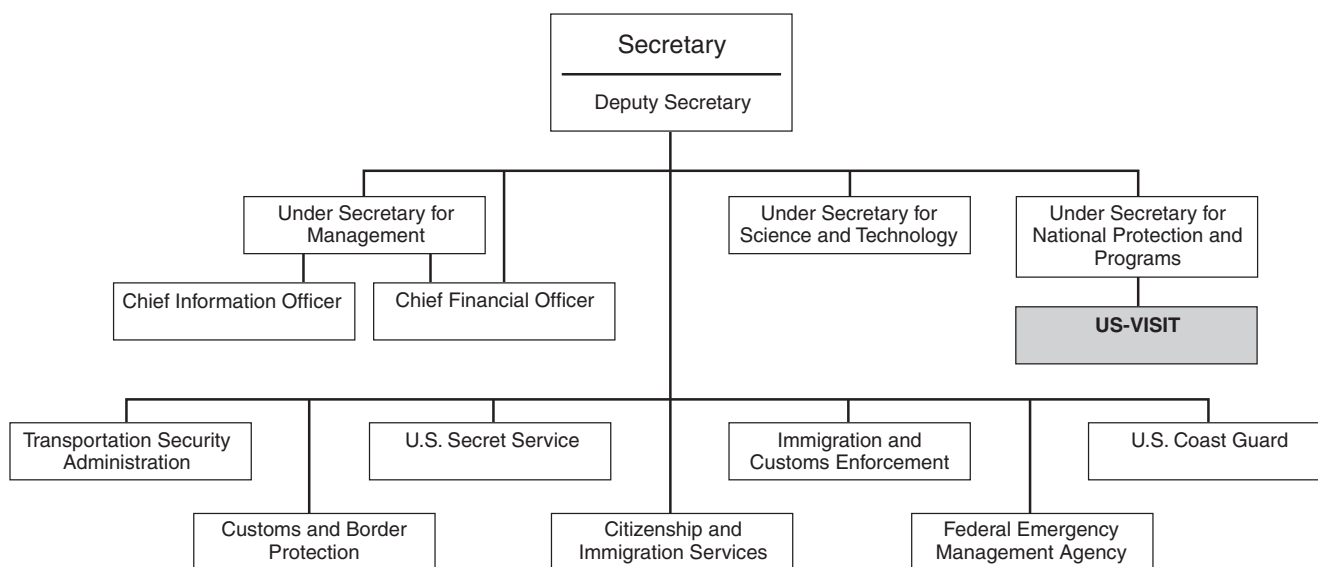 Secretary
Deputy Secretary
Under Secretary for
Management
Under Secretary for
Science and Technology
Under Secretary for
National Protection and
Programs
Chief Information Officer
Chief Financial Officer
US-VISIT
Transportation Security
Administration
U.S. Secret Service
Immigration and
Customs Enforcement
U.S. Coast Guard
Customs and Border
Protection
Citizenship and
Immigration Services
Federal Emergency
Management Agency